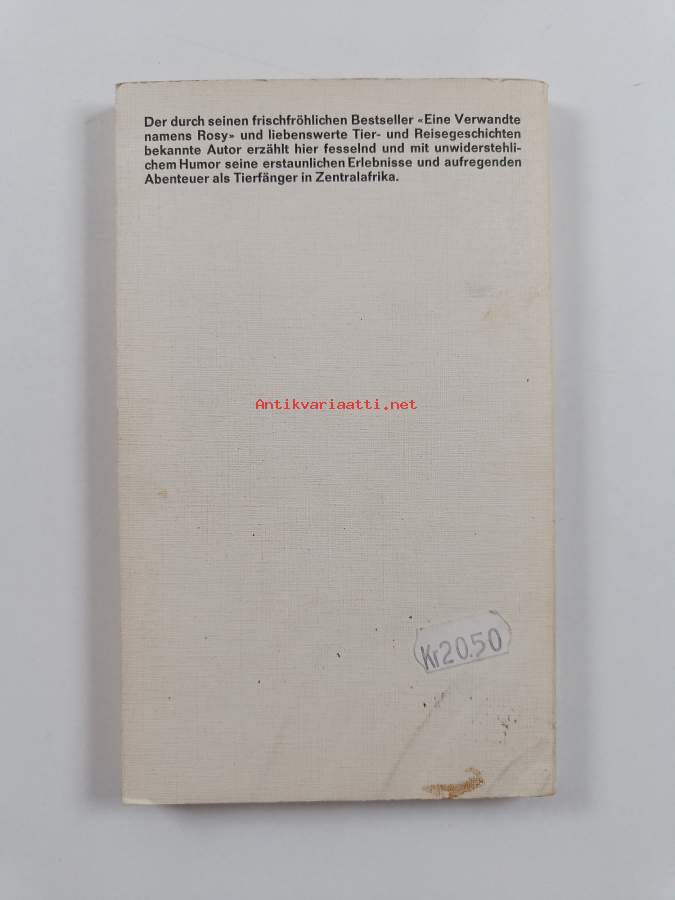 Der durch seinen frischfröhlichen Bestseller «Eine Verwandte
namens Rosy» und liebenswerte Tier- und Reisegeschichten
bekannte Autor erzählt hier fesselnd und mit unwiderstehli-
chem Humor seine erstaunlichen Erlebnisse und aufregenden
Abenteuer als Tierfänger in Zentralafrika.
Antikvariaatti.net
Kr20.50